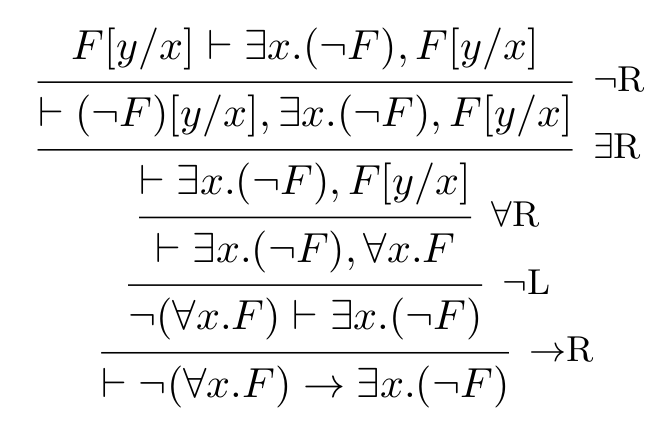 F[y/x] ⊢ ∃x.(¬F), F[y/x]
¬R
⊢ (¬F)[y/x], ∃x.(¬F), F[y/x]
∃R
⊢ ∃x.(¬F), F[y/x]
∀R
⊢ ∃x.(¬F), ∀x.F
¬L
¬(∀x.F) ⊢ ∃x.(¬F)
→R
⊢ ¬(∀x.F) → ∃x.(¬F)